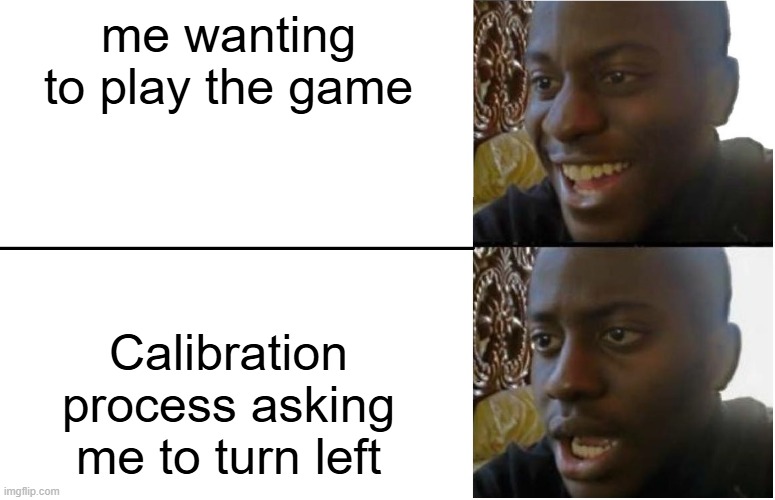 me wanting
to play the game
Calibration
process asking
me to turn left
imgflip.com